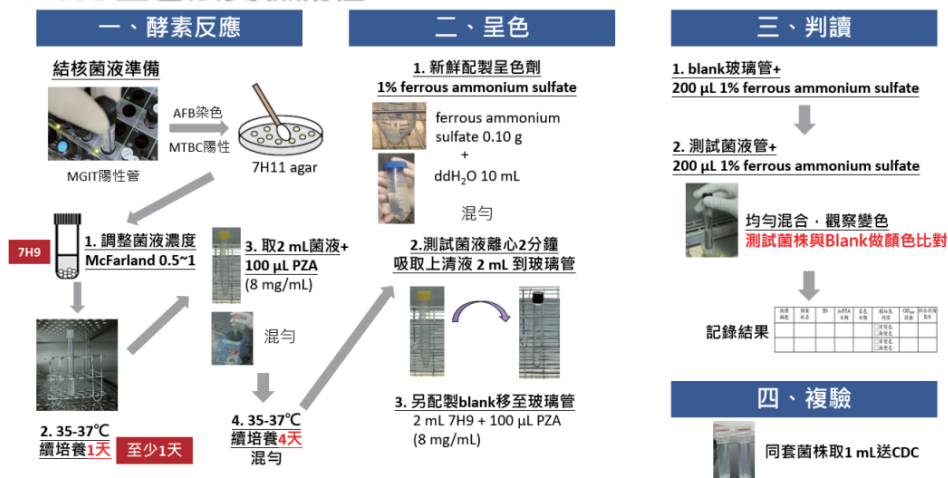 一、酵素反應
結核菌液準備
AFB染色
MTBC陽性
MGIT陽性管
7H11 agar
7H9
1. 調整菌液濃度
McFarland 0.5~1
2. 35-37℃
續培養1天
至少1天
3. 取2 mL菌液+
100 µL PZA
(8 mg/mL)
混勻
4. 35-37℃
續培養4天
混勻
二、呈色
1. 新鮮配製呈色劑
1% ferrous ammonium sulfate
ferrous ammonium
sulfate 0.10 g
+
ddH₂O 10 mL
混勻
2.測試菌液離心2分鐘
吸取上清液 2 mL 到玻璃管
3. 另配製blank移至玻璃管
2 mL 7H9 + 100 µL PZA
(8 mg/mL)
三、判讀
1. blank玻璃管+
200 µL 1% ferrous ammonium sulfate
2. 測試菌液管+
200 µL 1% ferrous ammonium sulfate
均勻混合，觀察變色
測試菌株與Blank做顏色比對
記錄結果
四、複驗
同套菌株取1 mL送CDC